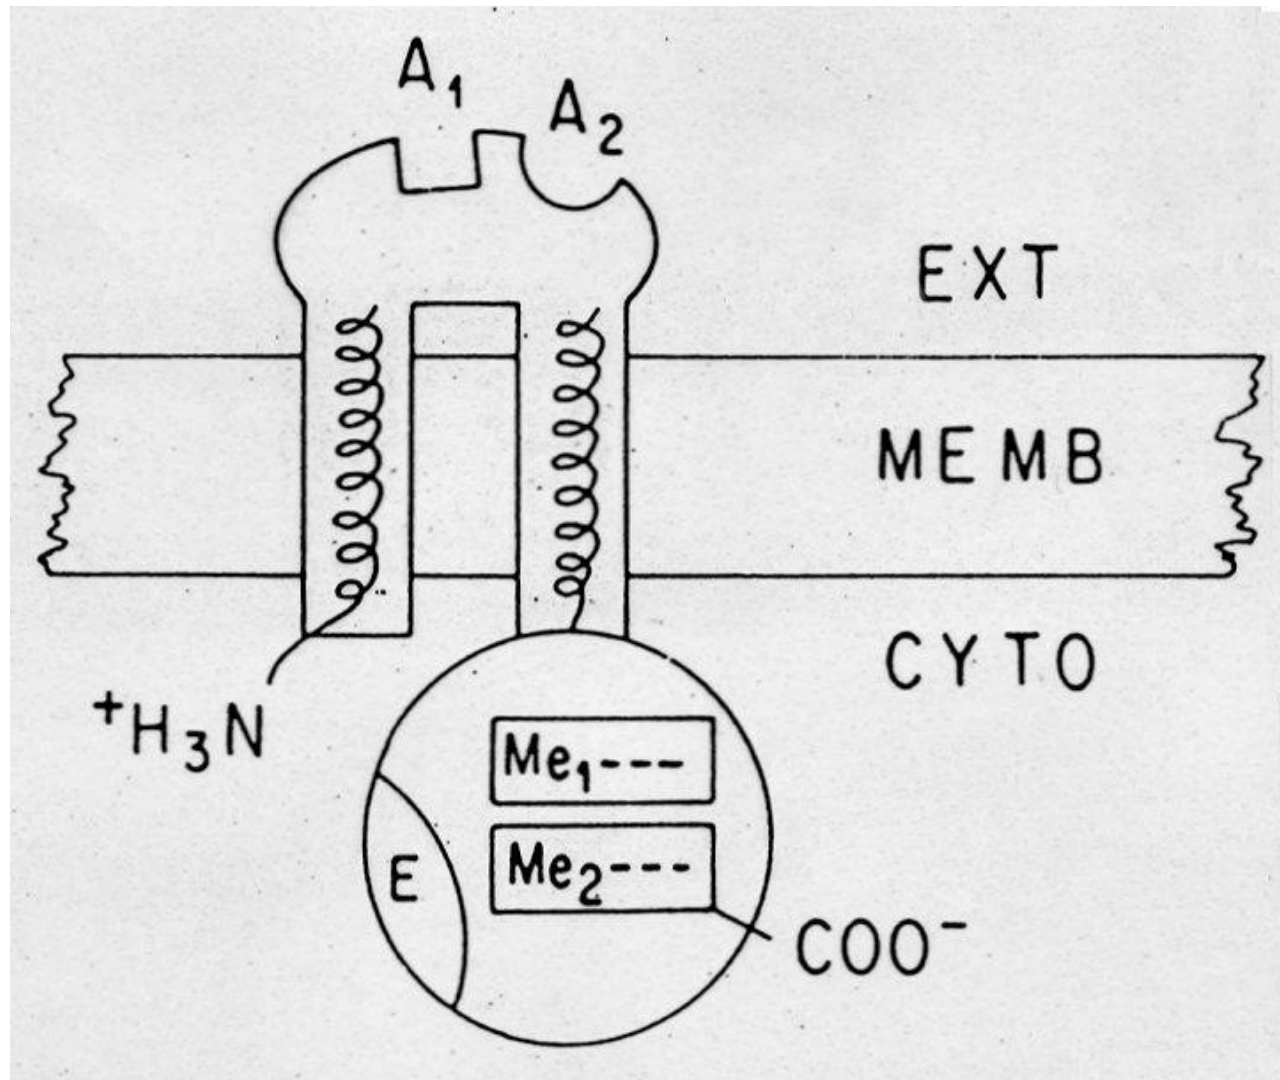 A₁
A₂
EXT
MEMB
CYTO
⁺H₃N
Me₁---
Me₂---
E
COO⁻